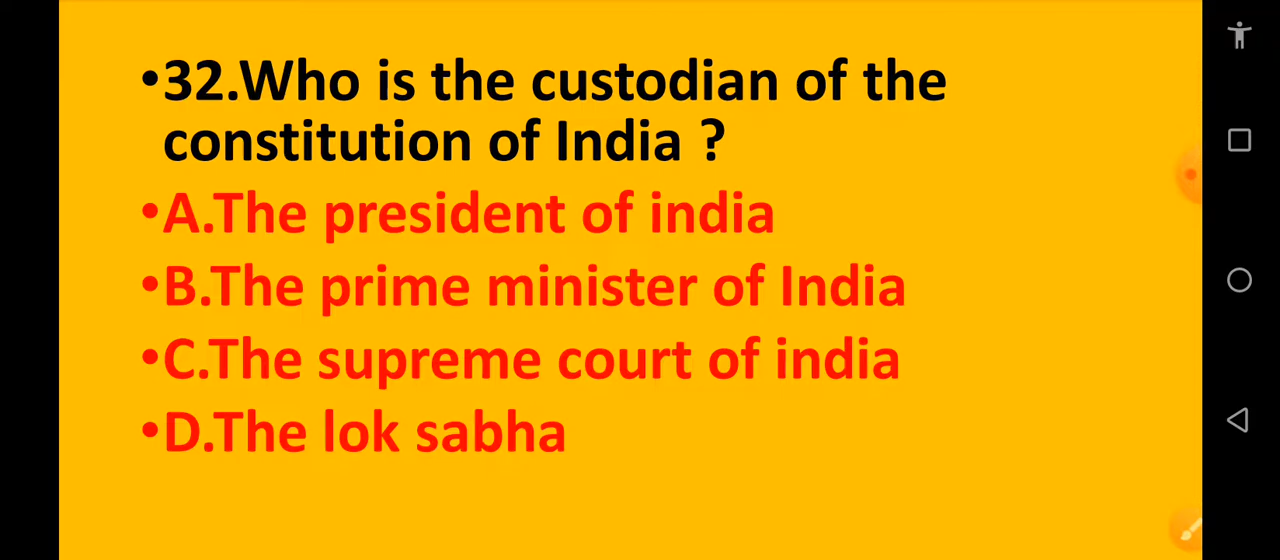 •32.Who is the custodian of the
constitution of India ?
•A.The president of india
•B.The prime minister of India
•C.The supreme court of india
•D.The lok sabha